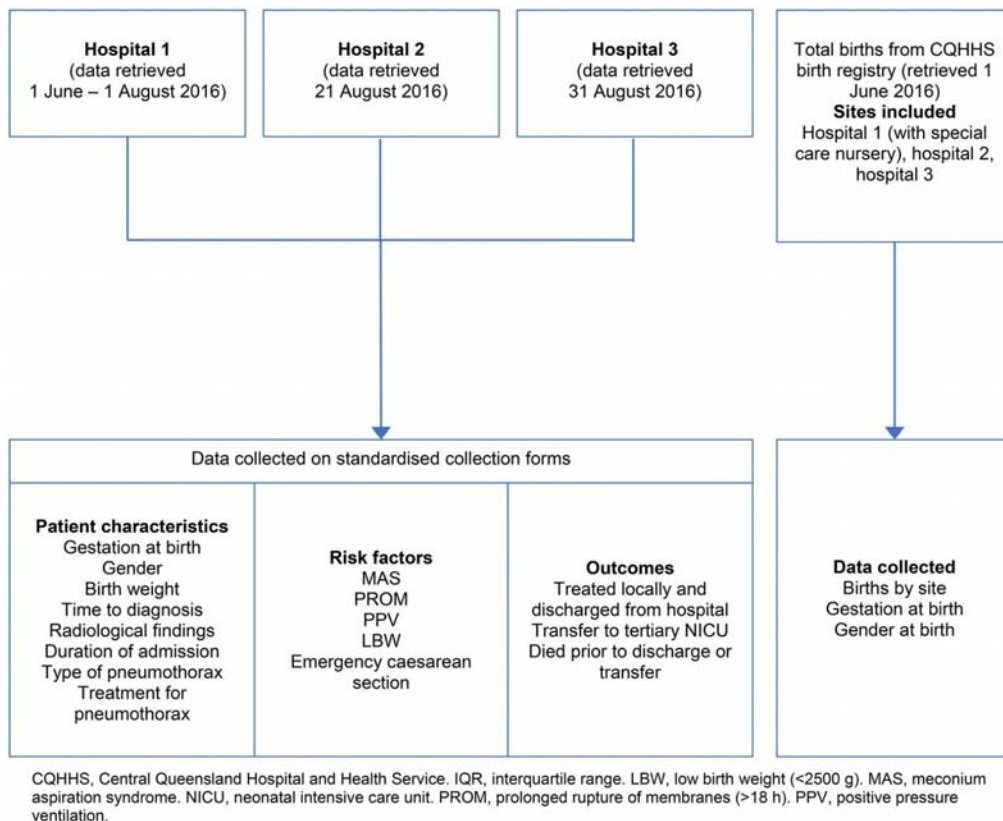 Hospital 1
(data retrieved
1 June – 1 August 2016)
Hospital 2
(data retrieved
21 August 2016)
Hospital 3
(data retrieved
31 August 2016)
Total births from CQHHS
birth registry (retrieved 1
June 2016)
Sites included
Hospital 1 (with special
care nursery), hospital 2,
hospital 3
Data collected on standardised collection forms
Patient characteristics
Gestation at birth
Gender
Birth weight
Time to diagnosis
Radiological findings
Duration of admission
Type of pneumothorax
Treatment for
pneumothorax
Risk factors
MAS
PROM
PPV
LBW
Emergency caesarean
section
Outcomes
Treated locally and
discharged from hospital
Transfer to tertiary NICU
Died prior to discharge or
transfer
Data collected
Births by site
Gestation at birth
Gender at birth
CQHHS, Central Queensland Hospital and Health Service. IQR, interquartile range. LBW, low birth weight (<2500 g). MAS, meconium
aspiration syndrome. NICU, neonatal intensive care unit. PROM, prolonged rupture of membranes (>18 h). PPV, positive pressure
ventilation.